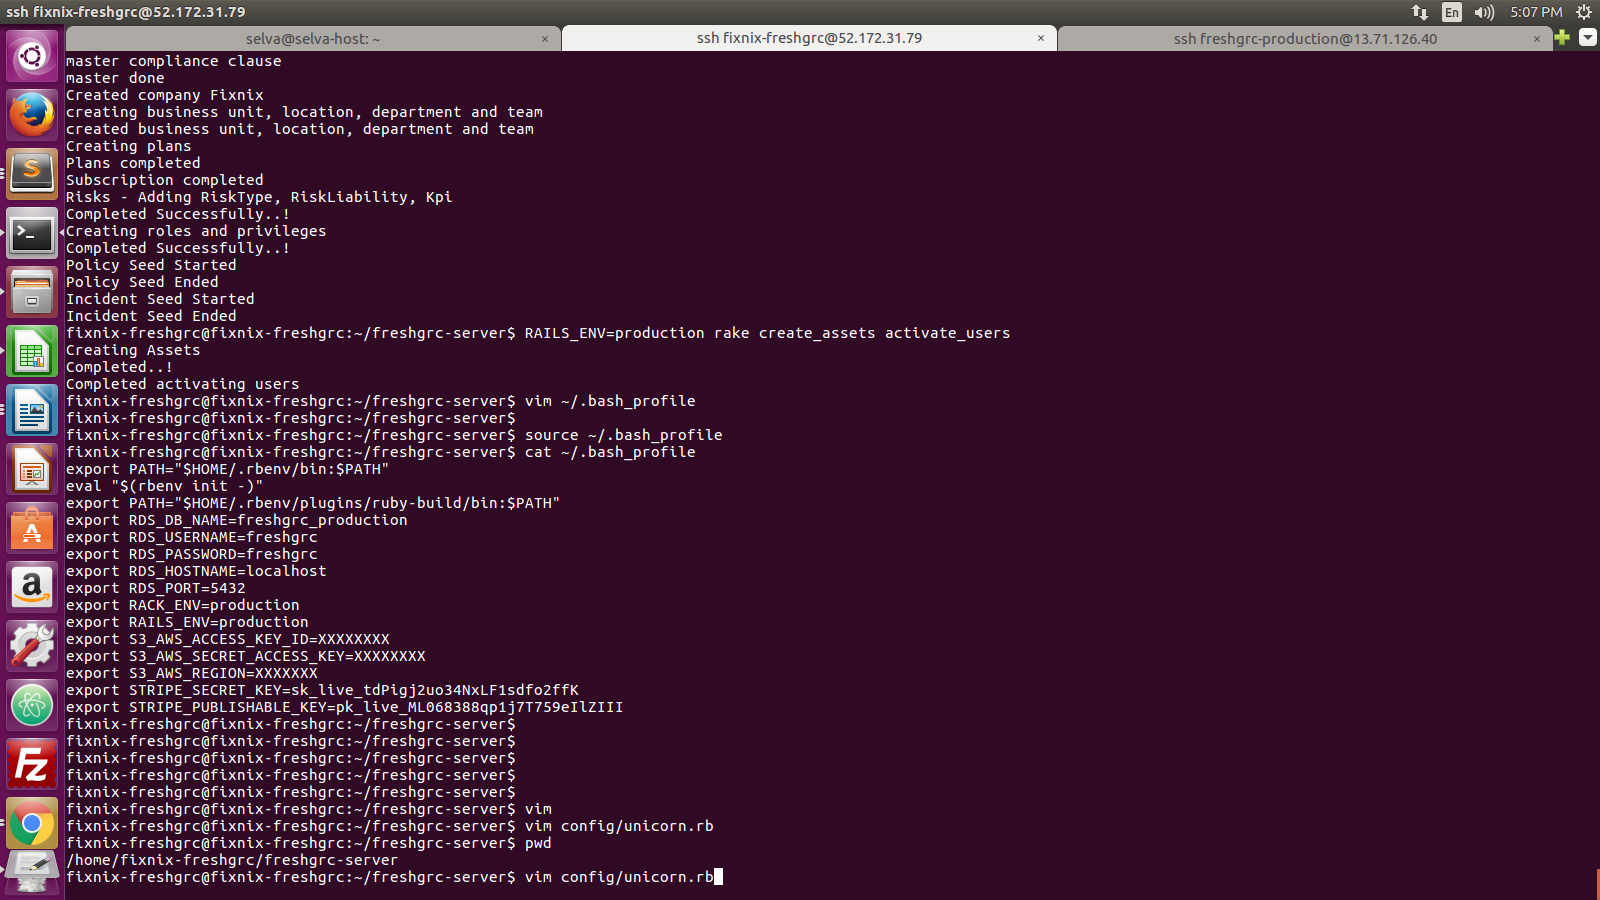 ssh fixnix-freshgrc@52.172.31.79
En
5:07 PM
selva@selva-host: ~ ×
ssh fixnix-freshgrc@52.172.31.79 ×
ssh freshgrc-production@13.71.126.40 ×
master compliance clause
master done
Created company Fixnix
creating business unit, location, department and team
created business unit, location, department and team
Creating plans
Plans completed
Subscription completed
Risks - Adding RiskType, RiskLiability, Kpi
Completed Successfully..!
Creating roles and privileges
Completed Successfully..!
Policy Seed Started
Policy Seed Ended
Incident Seed Started
Incident Seed Ended
fixnix-freshgrc@fixnix-freshgrc:~/freshgrc-server$ RAILS_ENV=production rake create_assets activate_users
Creating Assets
Completed..!
Completed activating users
fixnix-freshgrc@fixnix-freshgrc:~/freshgrc-server$ vim ~/.bash_profile
fixnix-freshgrc@fixnix-freshgrc:~/freshgrc-server$
fixnix-freshgrc@fixnix-freshgrc:~/freshgrc-server$ source ~/.bash_profile
fixnix-freshgrc@fixnix-freshgrc:~/freshgrc-server$ cat ~/.bash_profile
export PATH="$HOME/.rbenv/bin:$PATH"
eval "$(rbenv init -)"
export PATH="$HOME/.rbenv/plugins/ruby-build/bin:$PATH"
export RDS_DB_NAME=freshgrc_production
export RDS_USERNAME=freshgrc
export RDS_PASSWORD=freshgrc
export RDS_HOSTNAME=localhost
export RDS_PORT=5432
export RACK_ENV=production
export RAILS_ENV=production
export S3_AWS_ACCESS_KEY_ID=XXXXXXXX
export S3_AWS_SECRET_ACCESS_KEY=XXXXXXXX
export S3_AWS_REGION=XXXXXXX
export STRIPE_SECRET_KEY=sk_live_tdPigj2uo34NxLF1sdfo2ffK
export STRIPE_PUBLISHABLE_KEY=pk_live_ML068388qp1j7T759eIlZIII
fixnix-freshgrc@fixnix-freshgrc:~/freshgrc-server$
fixnix-freshgrc@fixnix-freshgrc:~/freshgrc-server$
fixnix-freshgrc@fixnix-freshgrc:~/freshgrc-server$
fixnix-freshgrc@fixnix-freshgrc:~/freshgrc-server$
fixnix-freshgrc@fixnix-freshgrc:~/freshgrc-server$
fixnix-freshgrc@fixnix-freshgrc:~/freshgrc-server$ vim
fixnix-freshgrc@fixnix-freshgrc:~/freshgrc-server$ vim config/unicorn.rb
fixnix-freshgrc@fixnix-freshgrc:~/freshgrc-server$ pwd
/home/fixnix-freshgrc/freshgrc-server
fixnix-freshgrc@fixnix-freshgrc:~/freshgrc-server$ vim config/unicorn.rb